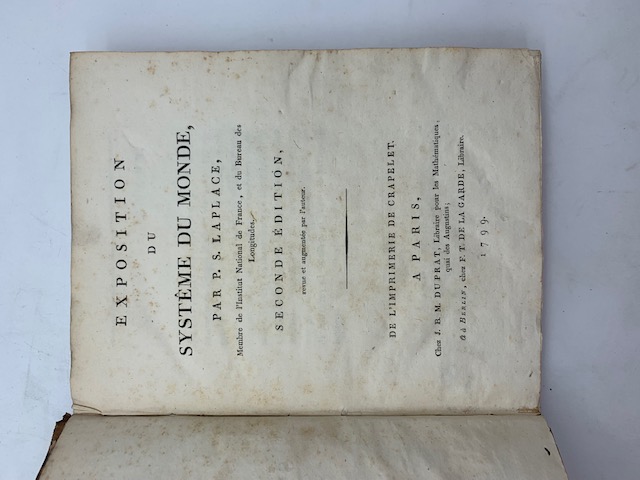 EXPOSITION
DU
SYSTÊME DU MONDE,
PAR P. S. LAPLACE,
Membre de l'Institut National de France, et du Bureau des
Longitudes.
SECONDE ÉDITION,
revue et augmentée par l'auteur.
DE L'IMPRIMERIE DE CRAPELET.
A PARIS,
Chez J. B. M. DUPRAT, Libraire pour les Mathématiques,
quai des Augustins;
& à BERLIN, chez F. T. DE LA GARDE, Libraire.
1799.